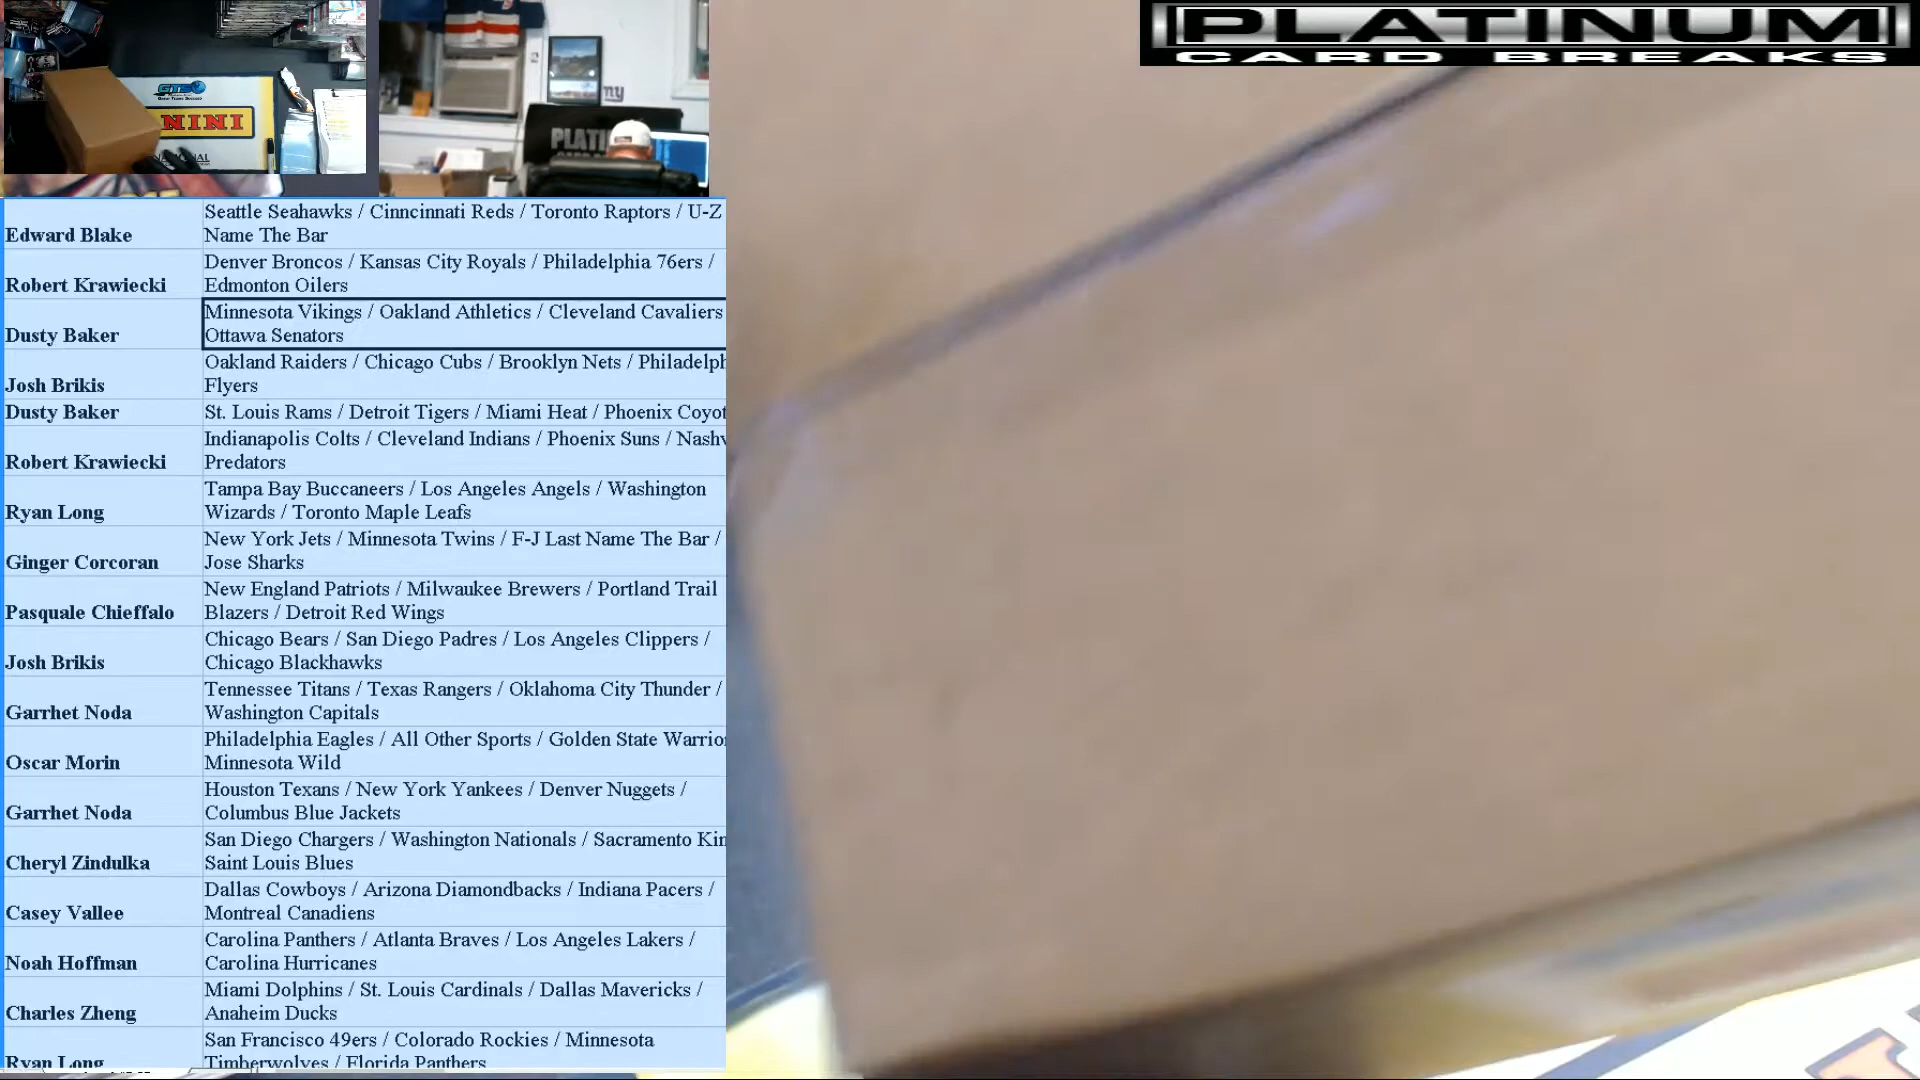 PLATINUM
CARD BREAKS
GTS
NINI
NATIONAL
PLATI
my
Edward Blake
Seattle Seahawks / Cinncinnati Reds / Toronto Raptors / U-Z
Name The Bar
Robert Krawiecki
Denver Broncos / Kansas City Royals / Philadelphia 76ers /
Edmonton Oilers
Dusty Baker
Minnesota Vikings / Oakland Athletics / Cleveland Cavaliers
Ottawa Senators
Josh Brikis
Oakland Raiders / Chicago Cubs / Brooklyn Nets / Philadelph
Flyers
Dusty Baker
St. Louis Rams / Detroit Tigers / Miami Heat / Phoenix Coyot
Robert Krawiecki
Indianapolis Colts / Cleveland Indians / Phoenix Suns / Nashv
Predators
Ryan Long
Tampa Bay Buccaneers / Los Angeles Angels / Washington
Wizards / Toronto Maple Leafs
Ginger Corcoran
New York Jets / Minnesota Twins / F-J Last Name The Bar /
Jose Sharks
Pasquale Chieffalo
New England Patriots / Milwaukee Brewers / Portland Trail
Blazers / Detroit Red Wings
Josh Brikis
Chicago Bears / San Diego Padres / Los Angeles Clippers /
Chicago Blackhawks
Garrhet Noda
Tennessee Titans / Texas Rangers / Oklahoma City Thunder /
Washington Capitals
Oscar Morin
Philadelphia Eagles / All Other Sports / Golden State Warrio
Minnesota Wild
Garrhet Noda
Houston Texans / New York Yankees / Denver Nuggets /
Columbus Blue Jackets
Cheryl Zindulka
San Diego Chargers / Washington Nationals / Sacramento Kin
Saint Louis Blues
Casey Vallee
Dallas Cowboys / Arizona Diamondbacks / Indiana Pacers /
Montreal Canadiens
Noah Hoffman
Carolina Panthers / Atlanta Braves / Los Angeles Lakers /
Carolina Hurricanes
Charles Zheng
Miami Dolphins / St. Louis Cardinals / Dallas Mavericks /
Anaheim Ducks
Ryan Long
San Francisco 49ers / Colorado Rockies / Minnesota
Timberwolves / Florida Panthers